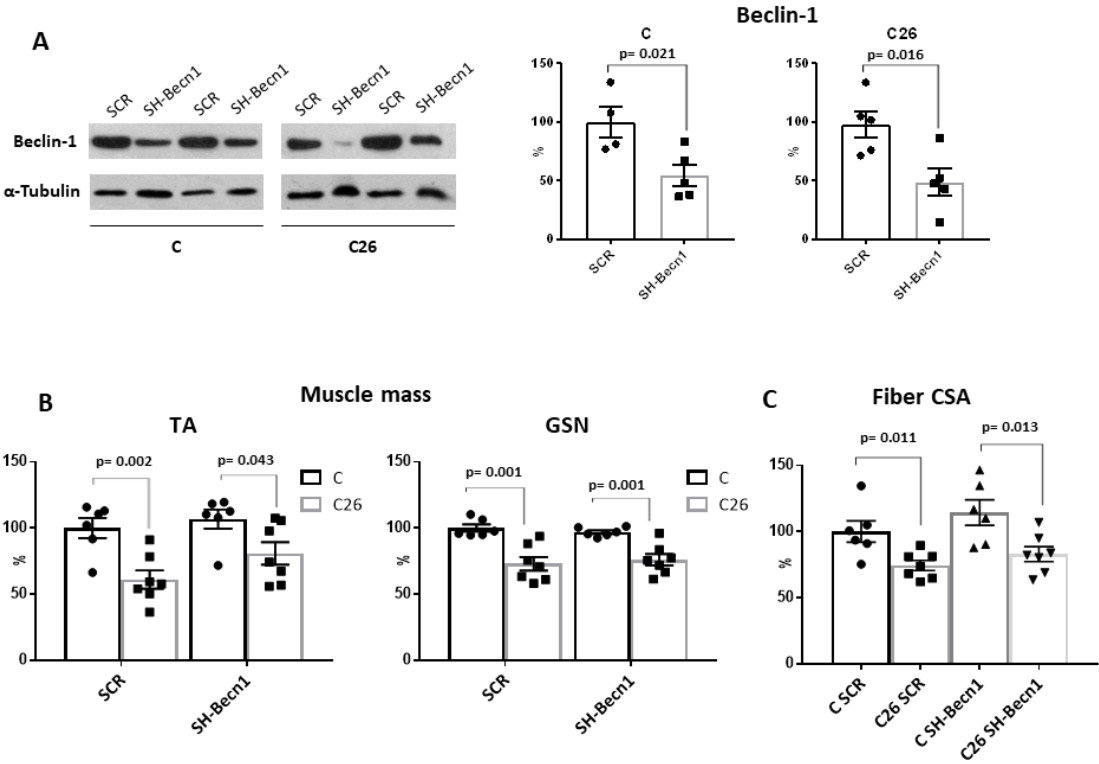 A
SCR SH-Becn1 SCR SH-Becn1 SCR SH-Becn1 SCR SH-Becn1
Beclin-1
α-Tubulin
C C26
Beclin-1
C
p= 0.021
150
100
50
0
%
SCR SH-Becn1
C26
p= 0.016
150
100
50
0
%
SCR SH-Becn1
B
Muscle mass
TA
p= 0.002 p= 0.043
C
C26
150
100
50
0
%
SCR SH-Becn1
GSN
p= 0.001 p= 0.001
C
C26
150
100
50
0
%
SCR SH-Becn1
C
Fiber CSA
p= 0.011 p= 0.013
150
100
50
0
%
C SCR C26 SCR C SH-Becn1 C26 SH-Becn1